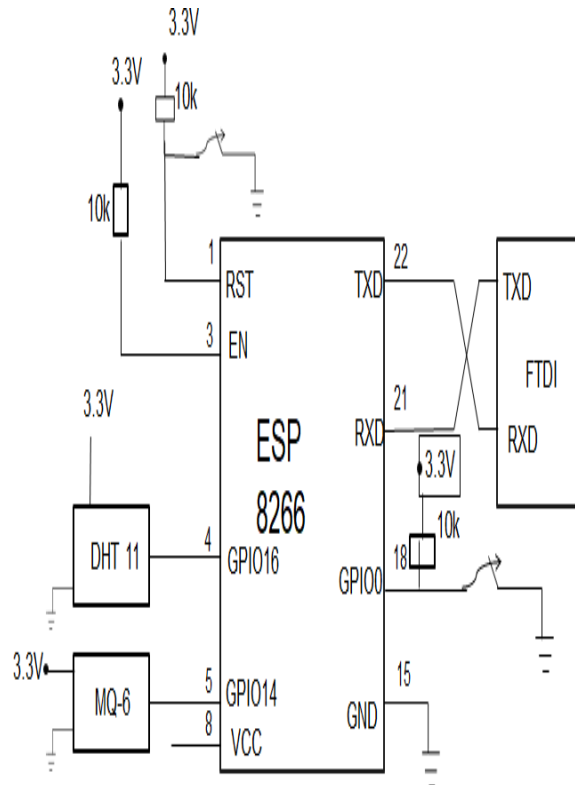 3.3V
3.3V
10k
10k
1
RST
TXD
22
TXD
3
EN
FTDI
21
RXD
RXD
ESP
8266
3.3V
3.3V
10k
DHT 11
4
GPIO16
18
GPIO0
3.3V
MQ-6
5
GPIO14
15
GND
8
VCC